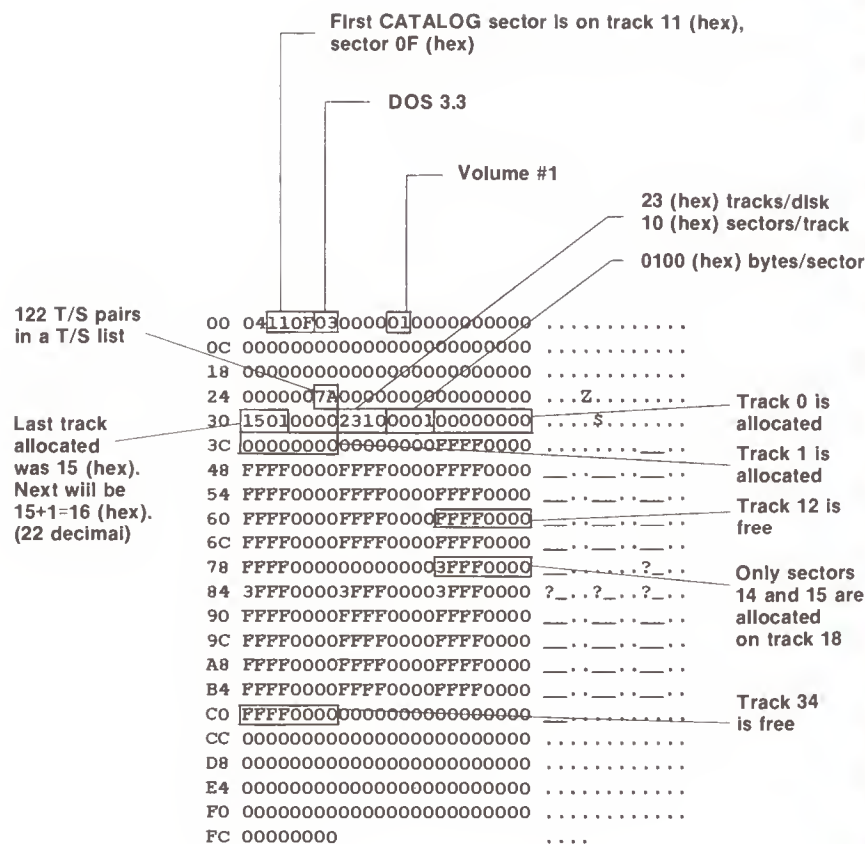 First CATALOG sector is on track 11 (hex),
sector 0F (hex)
DOS 3.3
Volume #1
23 (hex) tracks/disk
10 (hex) sectors/track
0100 (hex) bytes/sector
122 T/S pairs
in a T/S list
Last track
allocated
was 15 (hex).
Next will be
15+1=16 (hex).
(22 decimal)
00 04110F030000010000000000 ............
0C 000000000000000000000000 ............
18 000000000000000000000000 ............
24 0000007A0000000000000000 ...Z........
30 150100002310000100000000 ....$.......
3C 0000000000000000FFFF0000 ........__..
48 FFFF0000FFFF0000FFFF0000 __..__..__..
54 FFFF0000FFFF0000FFFF0000 __..__..__..
60 FFFF0000FFFF0000FFFF0000 __..__..__..
6C FFFF0000FFFF0000FFFF0000 __..__..__..
78 FFFF0000000000003FFF0000 __......?_..
84 3FFF00003FFF00003FFF0000 ?_..?_..?_..
90 FFFF0000FFFF0000FFFF0000 __..__..__..
9C FFFF0000FFFF0000FFFF0000 __..__..__..
A8 FFFF0000FFFF0000FFFF0000 __..__..__..
B4 FFFF0000FFFF0000FFFF0000 __..__..__..
C0 FFFF00000000000000000000 __..........
CC 000000000000000000000000 ............
D8 000000000000000000000000 ............
E4 000000000000000000000000 ............
F0 000000000000000000000000 ............
FC 00000000 ....
Track 0 is
allocated
Track 1 is
allocated
Track 12 is
free
Only sectors
14 and 15 are
allocated
on track 18
Track 34
is free